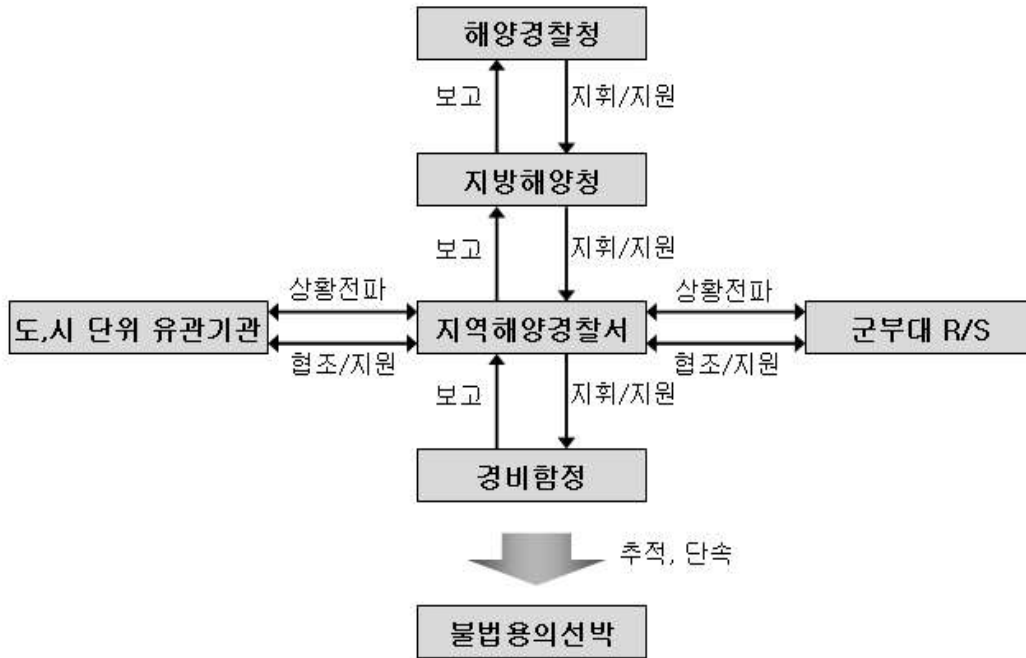 해양경찰청
보고
지휘/지원
지방해양청
보고
지휘/지원
상황전파
상황전파
도,시 단위 유관기관
지역해양경찰서
군부대 R/S
협조/지원
협조/지원
보고
지휘/지원
경비함정
추적, 단속
불법용의선박